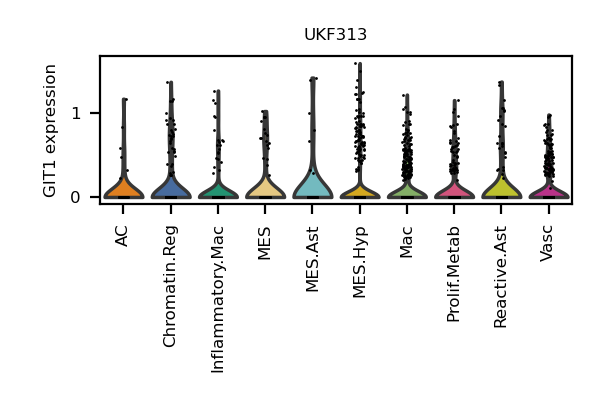 UKF313
GIT1 expression
1
0
AC
Chromatin.Reg
Inflammatory.Mac
MES
MES.Ast
MES.Hyp
Mac
Prolif.Metab
Reactive.Ast
Vasc